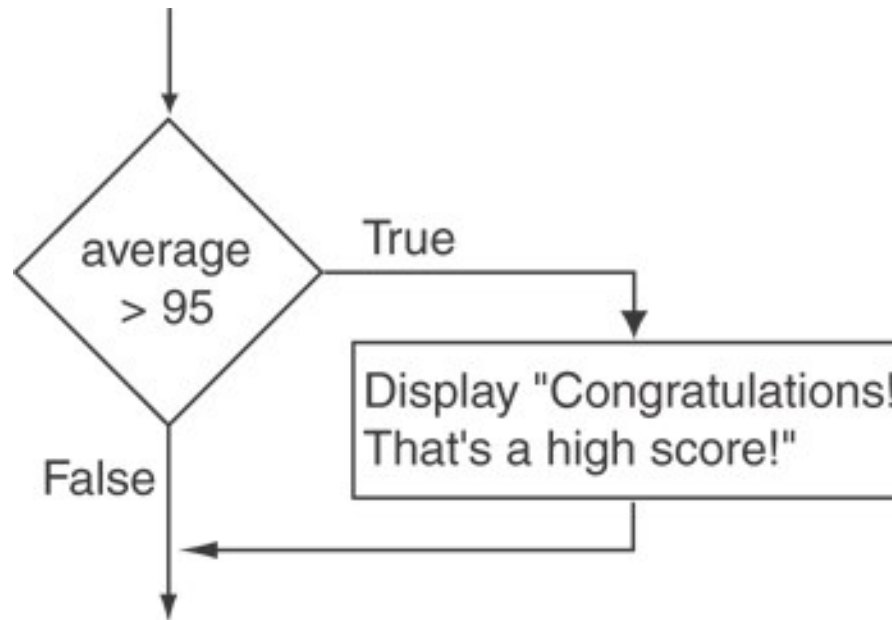 average
> 95
True
Display "Congratulations!
That's a high score!"
False